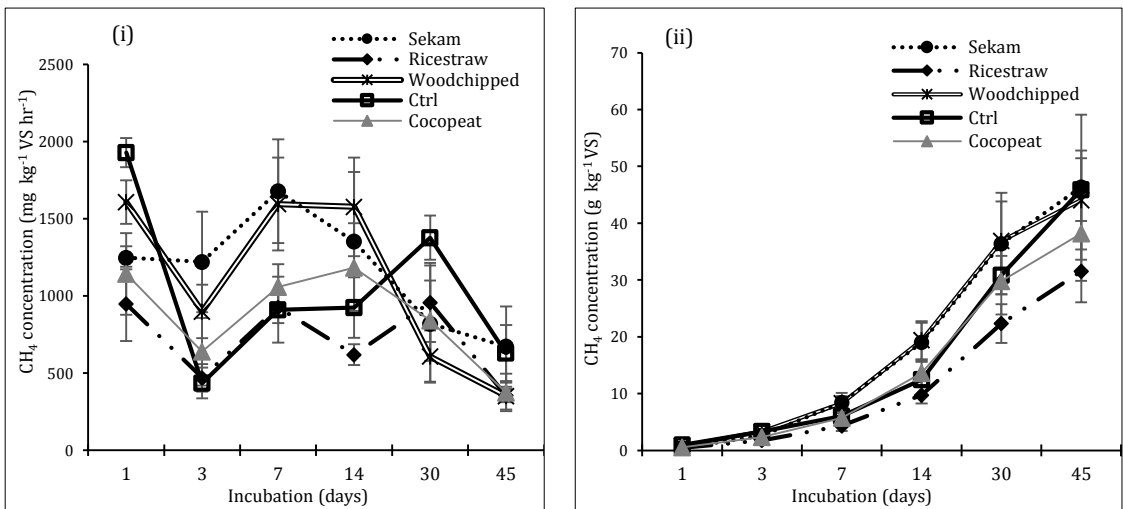 (i)
Sekam
Ricestraw
Woodchipped
Ctrl
Cocopeat
CH₄ concentration (mg kg⁻¹ VS hr⁻¹)
2500
2000
1500
1000
500
0
1 3 7 14 30 45
Incubation (days)
(ii)
Sekam
Ricestraw
Woodchipped
Ctrl
Cocopeat
CH₄ concentration (g kg⁻¹ VS)
70
60
50
40
30
20
10
0
1 3 7 14 30 45
Incubation (days)